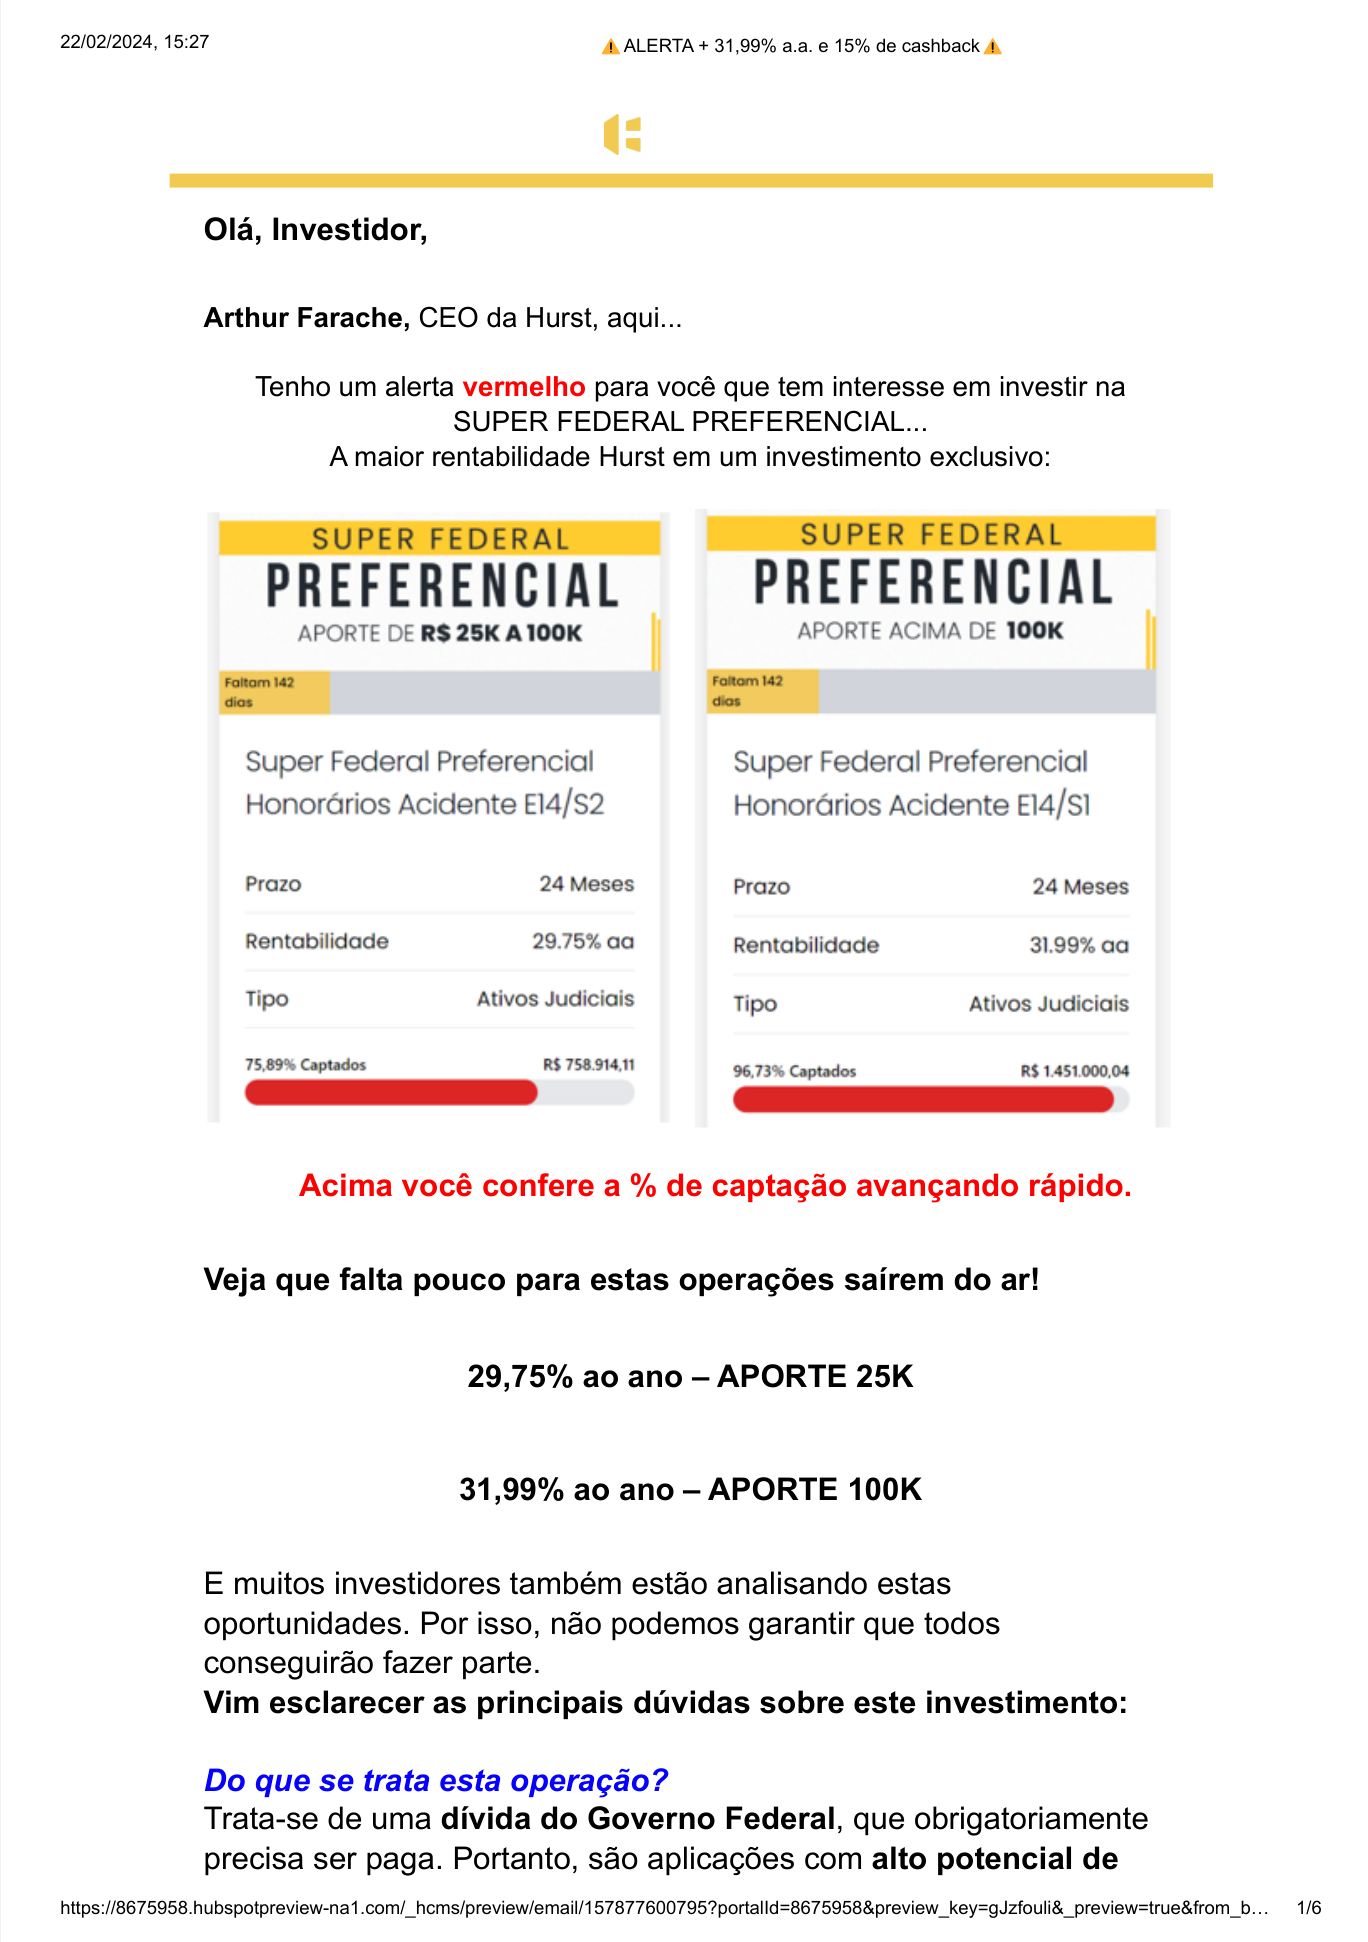 22/02/2024, 15:27
⚠ALERTA + 31,99% a.a. e 15% de cashback⚠
Olá, Investidor,
Arthur Farache, CEO da Hurst, aqui...
Tenho um alerta vermelho para você que tem interesse em investir na
SUPER FEDERAL PREFERENCIAL...
A maior rentabilidade Hurst em um investimento exclusivo:
SUPER FEDERAL
PREFERENCIAL
APORTE DE R$ 25K A 100K
Faltam 142
dias
Super Federal Preferencial
Honorários Acidente E14/S2
Prazo 24 Meses
Rentabilidade 29.75% aa
Tipo Ativos Judiciais
75,89% Captados R$ 758.914,11
SUPER FEDERAL
PREFERENCIAL
APORTE ACIMA DE 100K
Faltam 142
dias
Super Federal Preferencial
Honorários Acidente E14/S1
Prazo 24 Meses
Rentabilidade 31.99% aa
Tipo Ativos Judiciais
96,73% Captados R$ 1.451.000,04
Acima você confere a % de captação avançando rápido.
Veja que falta pouco para estas operações saírem do ar!
29,75% ao ano – APORTE 25K
31,99% ao ano – APORTE 100K
E muitos investidores também estão analisando estas
oportunidades. Por isso, não podemos garantir que todos
conseguirão fazer parte.
Vim esclarecer as principais dúvidas sobre este investimento:
Do que se trata esta operação?
Trata-se de uma dívida do Governo Federal, que obrigatoriamente
precisa ser paga. Portanto, são aplicações com alto potencial de
https://8675958.hubspotpreview-na1.com/_hcms/preview/email/157877600795?portalId=8675958&preview_key=gJzfouli&_preview=true&from_b… 1/6